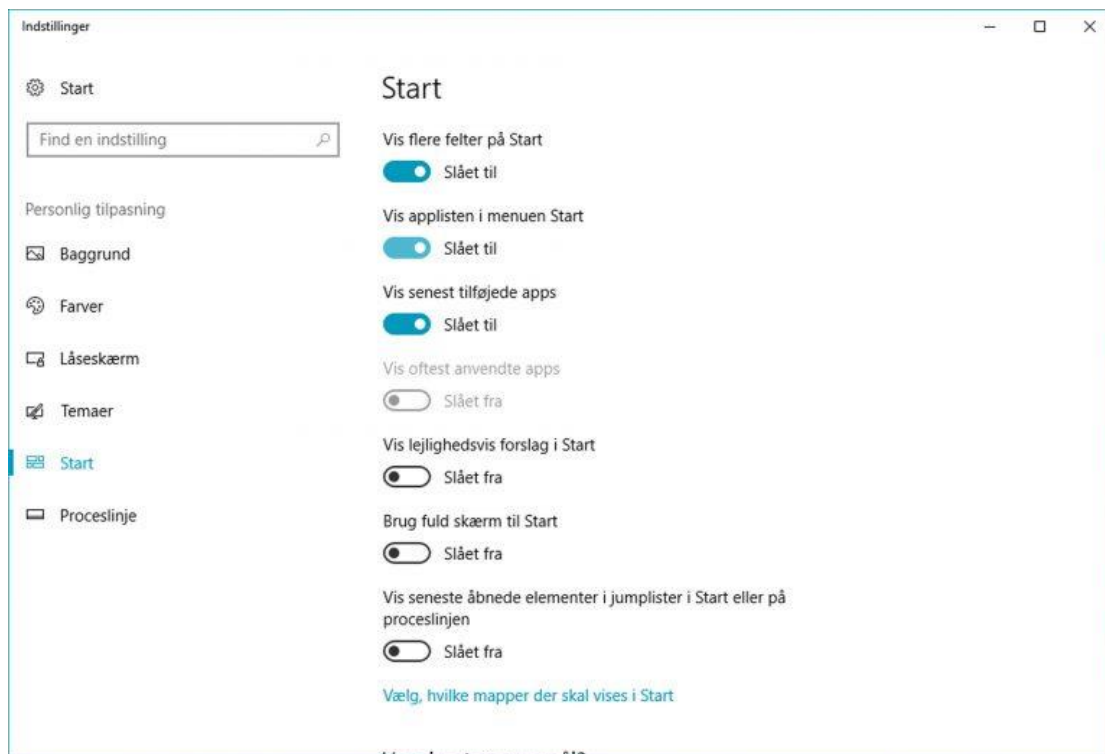 Indstillinger
Start
Find en indstilling
Personlig tilpasning
Baggrund
Farver
Låseskærm
Temaer
Start
Proceslinje
Start
Vis flere felter på Start
Slået til
Vis applisten i menuen Start
Slået til
Vis senest tilføjede apps
Slået til
Vis oftest anvendte apps
Slået fra
Vis lejlighedsvis forslag i Start
Slået fra
Brug fuld skærm til Start
Slået fra
Vis seneste åbnede elementer i jumplister i Start eller på
proceslinjen
Slået fra
Vælg, hvilke mapper der skal vises i Start